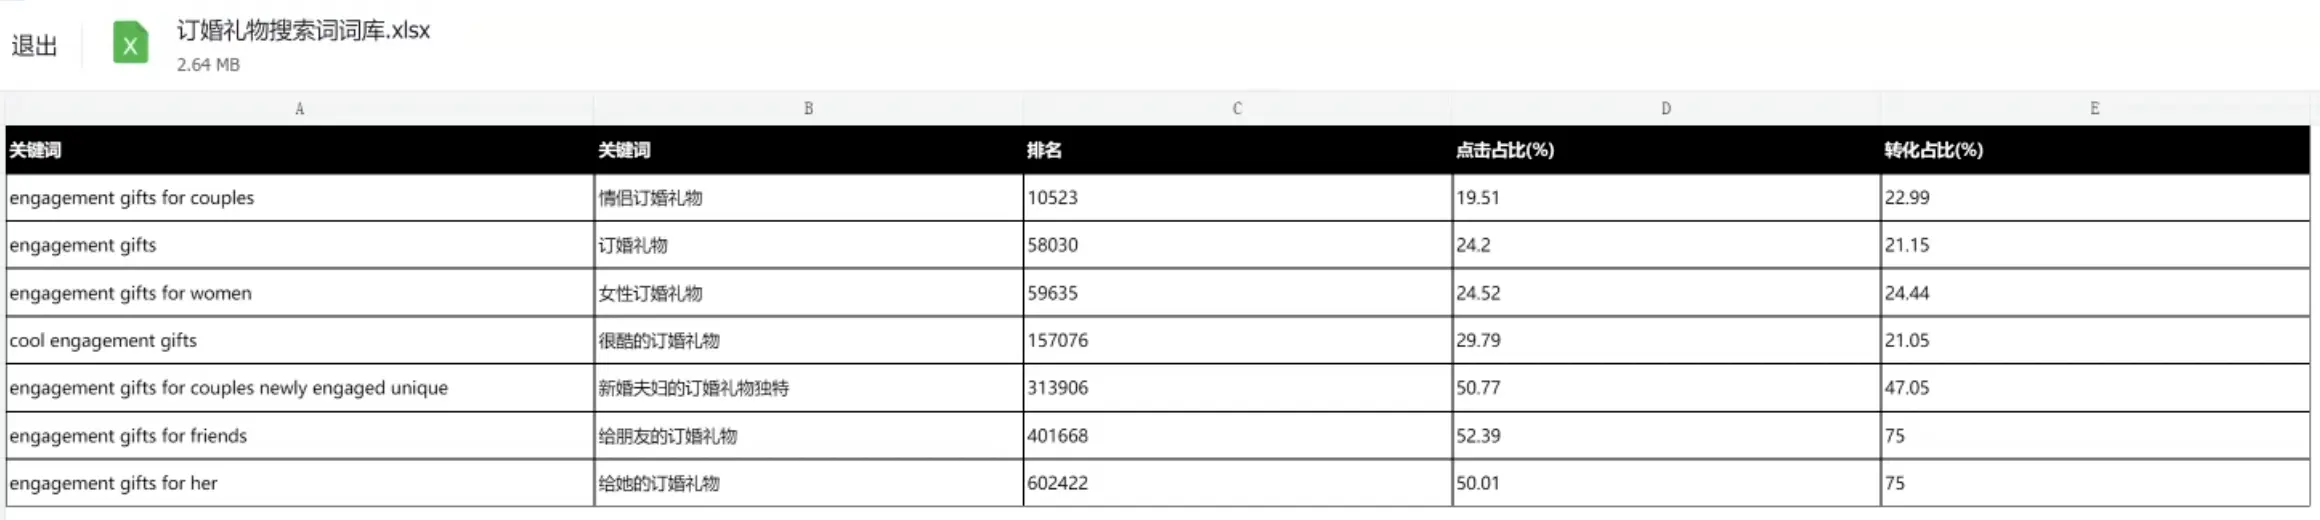 退出
订婚礼物搜索词词库.xlsx
2.64 MB
A B C D E
关键词 关键词 排名 点击占比(%) 转化占比(%)
engagement gifts for couples 情侣订婚礼物 10523 19.51 22.99
engagement gifts 订婚礼物 58030 24.2 21.15
engagement gifts for women 女性订婚礼物 59635 24.52 24.44
cool engagement gifts 很酷的订婚礼物 157076 29.79 21.05
engagement gifts for couples newly engaged unique 新婚夫妇的订婚礼物独特 313906 50.77 47.05
engagement gifts for friends 给朋友的订婚礼物 401668 52.39 75
engagement gifts for her 给她的订婚礼物 602422 50.01 75